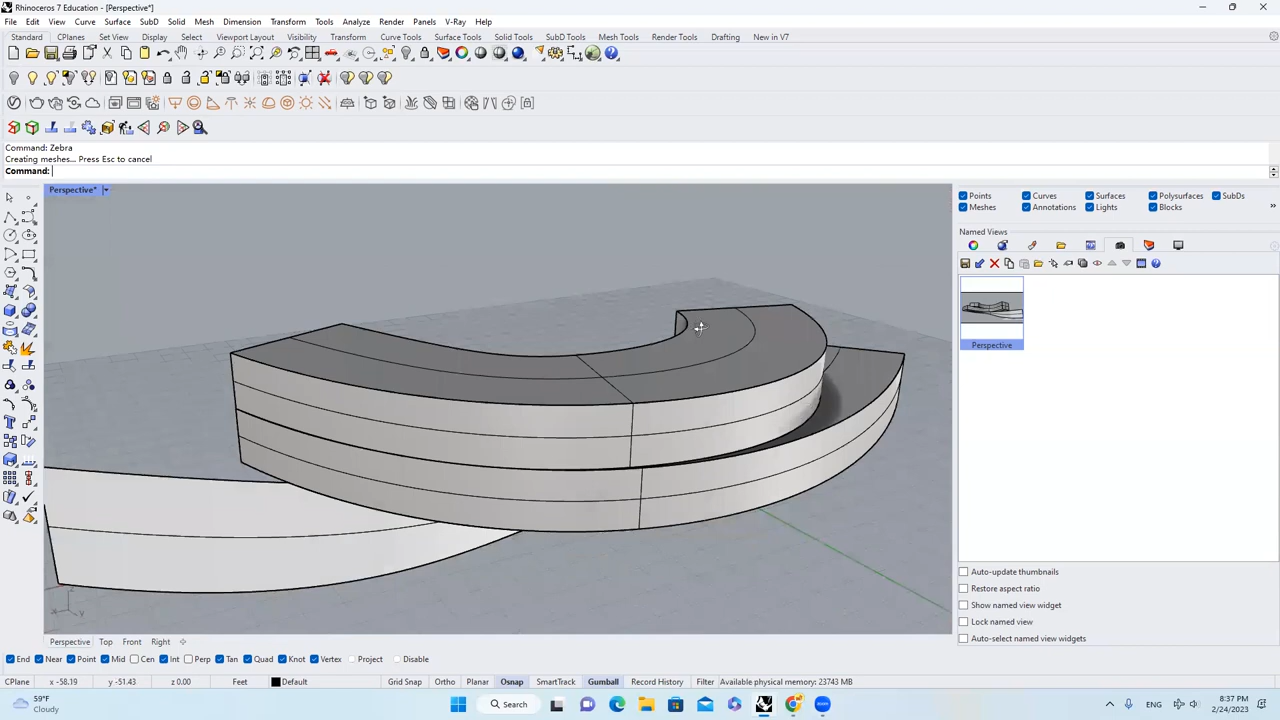 Rhinoceros 7 Education - [Perspective*]
File Edit View Curve Surface SubD Solid Mesh Dimension Transform Tools Analyze Render Panels V-Ray Help
Standard CPlanes Set View Display Select Viewport Layout Visibility Transform Curve Tools Surface Tools Solid Tools SubD Tools Mesh Tools Render Tools Drafting New in V7
Command: Zebra
Creating meshes... Press Esc to cancel
Command:
Perspective*
Points Curves Surfaces Polysurfaces SubDs
Meshes Annotations Lights Blocks
Named Views
Perspective
Auto-update thumbnails
Restore aspect ratio
Show named view widget
Lock named view
Auto-select named view widgets
z
x y
Perspective Top Front Right
End Near Point Mid Cen Int Perp Tan Quad Knot Vertex Project Disable
CPlane x -58.19 y -51.43 z 0.00 Feet Default Grid Snap Ortho Planar Osnap SmartTrack Gumball Record History Filter Available physical memory: 23743 MB
59°F
Cloudy
Search
ENG
8:37 PM
2/24/2023